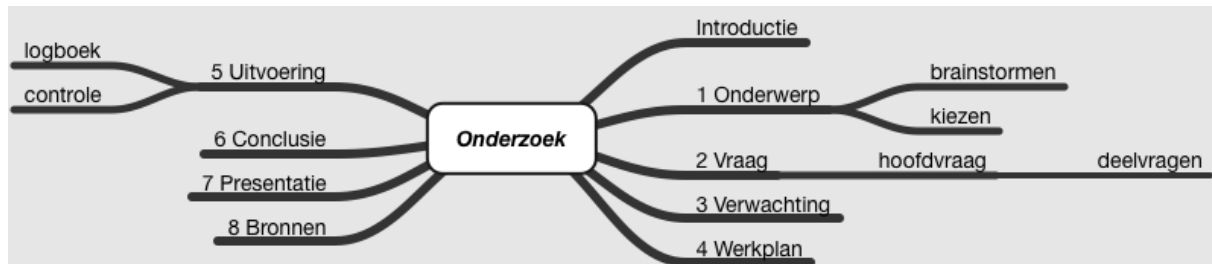 Onderzoek
Introductie
1 Onderwerp
brainstormen
kiezen
2 Vraag
hoofdvraag
deelvragen
3 Verwachting
4 Werkplan
5 Uitvoering
logboek
controle
6 Conclusie
7 Presentatie
8 Bronnen